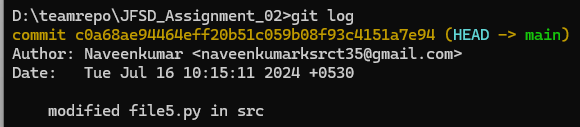 D:\teamrepo\JFSD_Assignment_02>git log
commit c0a68ae94464eff20b51c059b08f93c4151a7e94 (HEAD -> main)
Author: Naveenkumar <naveenkumarksrct35@gmail.com>
Date:   Tue Jul 16 10:15:11 2024 +0530
    modified file5.py in src